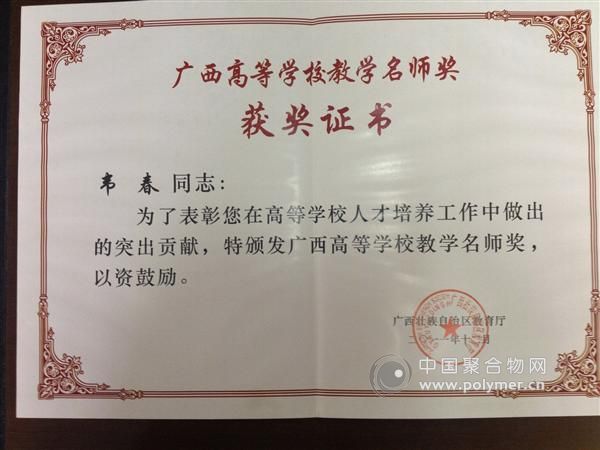 广西高等学校教学名师奖
获奖证书
韦 春 同志:
为了表彰您在高等学校人才培养工作中做出
的突出贡献，特颁发广西高等学校教学名师奖，
以资鼓励。
广西壮族自治区教育厅
中国聚合物网
www.polymer.cn